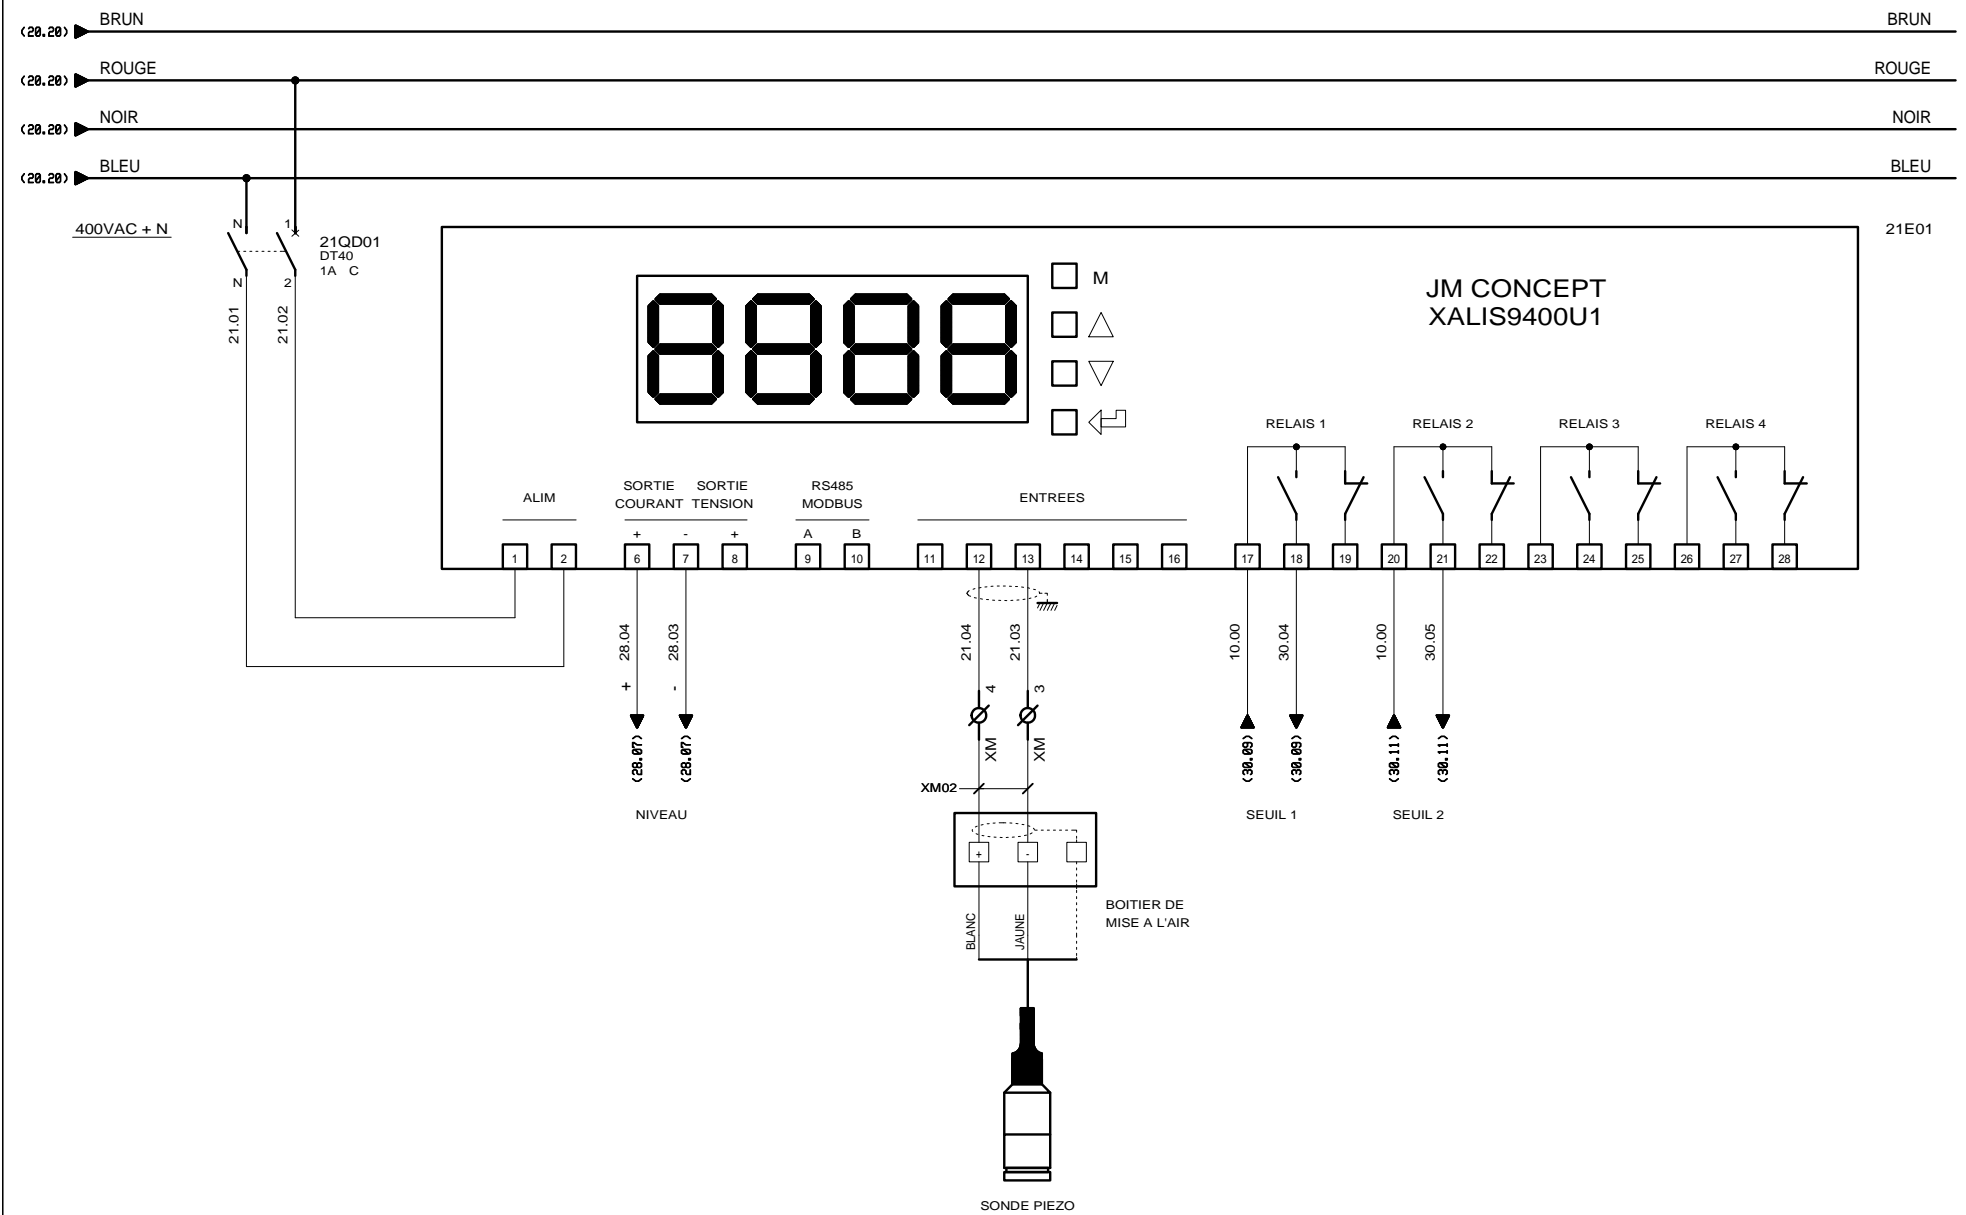 BRUN BRUN
(20.20)
ROUGE ROUGE
(20.20)
NOIR NOIR
(20.20)
BLEU BLEU
(20.20)
400VAC + N
N 1
21QD01
DT40
1A C
N 2
21.01 21.02
21E01
JM CONCEPT
XALIS9400U1
8888
M
RELAIS 1 RELAIS 2 RELAIS 3 RELAIS 4
ALIM
SORTIE COURANT
SORTIE TENSION
RS485 MODBUS
ENTREES
+ - + A B
1 2 6 7 8 9 10 11 12 13 14 15 16 17 18 19 20 21 22 23 24 25 26 27 28
28.04 28.03 21.04 21.03 10.00 30.04 10.00 30.05
+ -
4 3
XM XM
(28.07) (28.07) (30.09) (30.09) (30.11) (30.11)
XM02
NIVEAU SEUIL 1 SEUIL 2
+ -
BOITIER DE
MISE A L'AIR
BLANC JAUNE
SONDE PIEZO